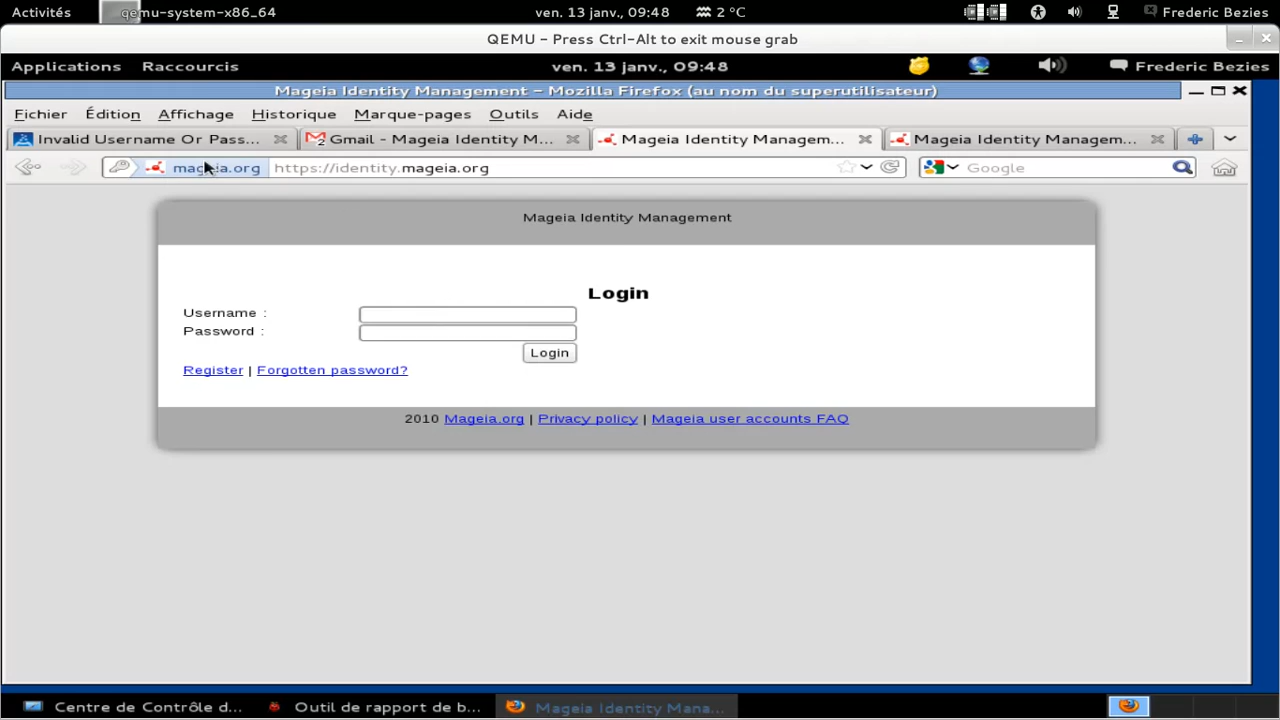 Activités qemu-system-x86_64 ven. 13 janv., 09:48 2 °C Frederic Bezies
QEMU - Press Ctrl-Alt to exit mouse grab
Applications Raccourcis ven. 13 janv., 09:48 Frederic Bezies
Mageia Identity Management - Mozilla Firefox (au nom du superutilisateur)
Fichier Édition Affichage Historique Marque-pages Outils Aide
Invalid Username Or Pass... Gmail - Mageia Identity M... Mageia Identity Managem... Mageia Identity Managem...
mageia.org https://identity.mageia.org Google
Mageia Identity Management
Login
Username :
Password :
Login
Register | Forgotten password?
2010 Mageia.org | Privacy policy | Mageia user accounts FAQ
Centre de Contrôle d... Outil de rapport de b... Mageia Identity Mana...